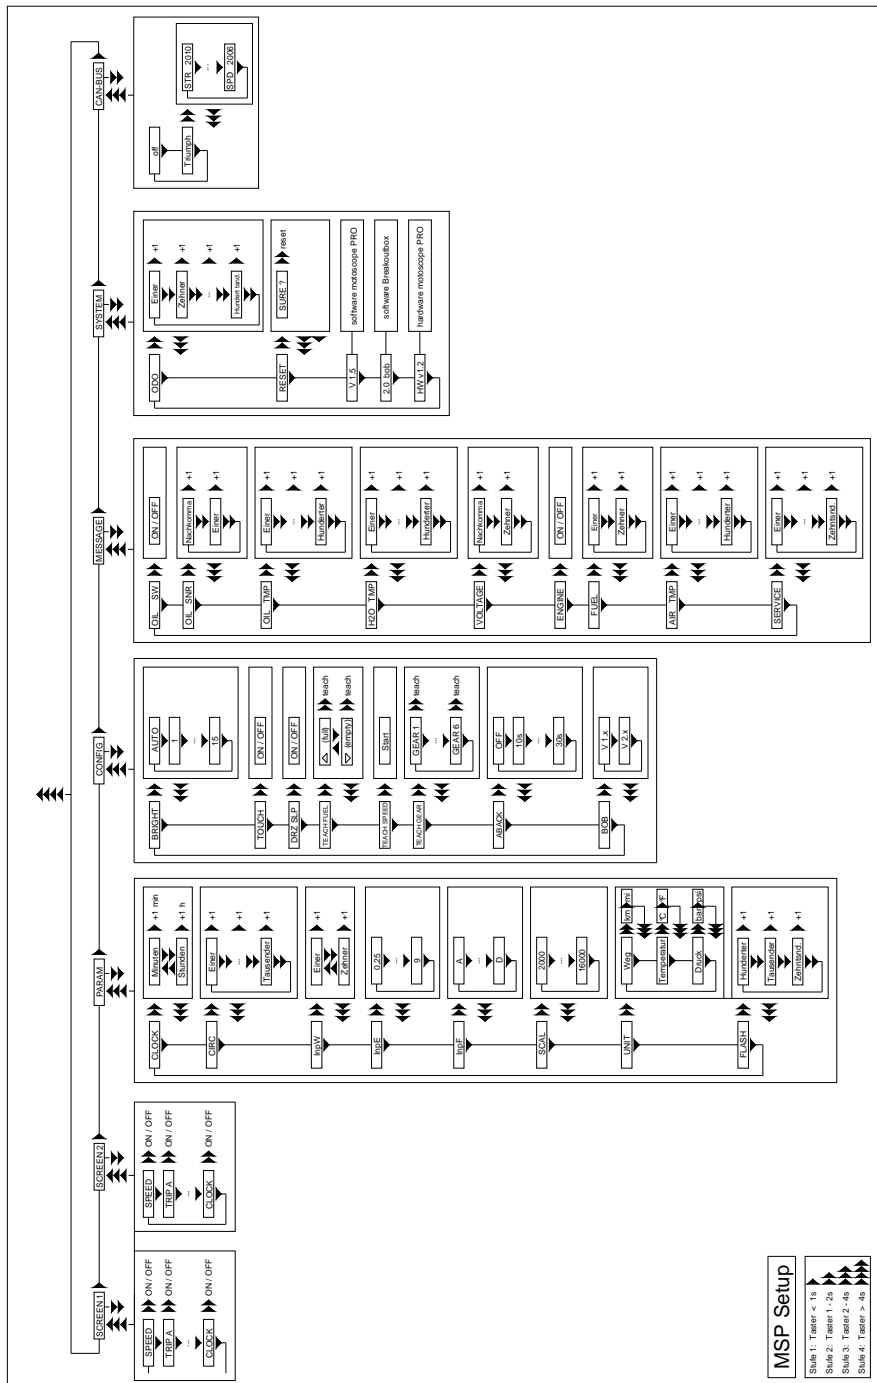 SCREEN 1
SPEED
ON / OFF
TRIP A
ON / OFF
...
CLOCK
ON / OFF
SCREEN 2
SPEED
ON / OFF
TRIP A
ON / OFF
...
CLOCK
ON / OFF
PARAM
CLOCK
Minuten
+1 min
Stunden
+1 h
CIRC
Einer
+1
...
+1
Tausender
+1
InpW
Einer
+1
Zehner
InpE
0,25
...
9
InpF
A
...
D
SCAL
2000
...
16000
UNIT
Weg
km
mi
Temperatur
°C
°F
Druck
bar
psi
FLASH
Hunderter
+1
Tausender
+1
Zehntsnd.
+1
CONFIG
BRIGHT
AUTO
1
...
15
TOUCH
ON / OFF
DRZ SLP
ON / OFF
TEACH FUEL
(full)
teach
(empty)
teach
TEACH SPEED
Start
TEACH GEAR
GEAR 1
teach
...
GEAR 6
teach
ABACK
OFF
10s
...
30s
BOB
V 1.x
V 2.x
MESSAGE
OIL SW
ON / OFF
OIL SNR
Nachkomma
+1
Einer
+1
OIL TMP
Einer
+1
...
+1
Hunderter
+1
H2O TMP
Einer
+1
...
+1
Hunderter
+1
VOLTAGE
Nachkomma
+1
Zehner
+1
ENGINE
ON / OFF
FUEL
Einer
+1
Zehner
+1
AIR TMP
Einer
+1
...
+1
Hunderter
+1
SERVICE
Einer
+1
...
+1
Zehntsnd.
+1
SYSTEM
ODO
Einer
+1
Zehner
+1
...
+1
Hundert tsnd.
+1
RESET
SURE ?
reset
V 1.5
software motoscope PRO
2.0 bob
software Breakoutbox
HW v1.2
hardware motoscope PRO
CAN-BUS
off
Triumph
STR 2010
...
SPD 2006
MSP Setup
Stufe 1: Taster < 1s
Stufe 2: Taster 1 - 2s
Stufe 3: Taster 2 - 4s
Stufe 4: Taster > 4s